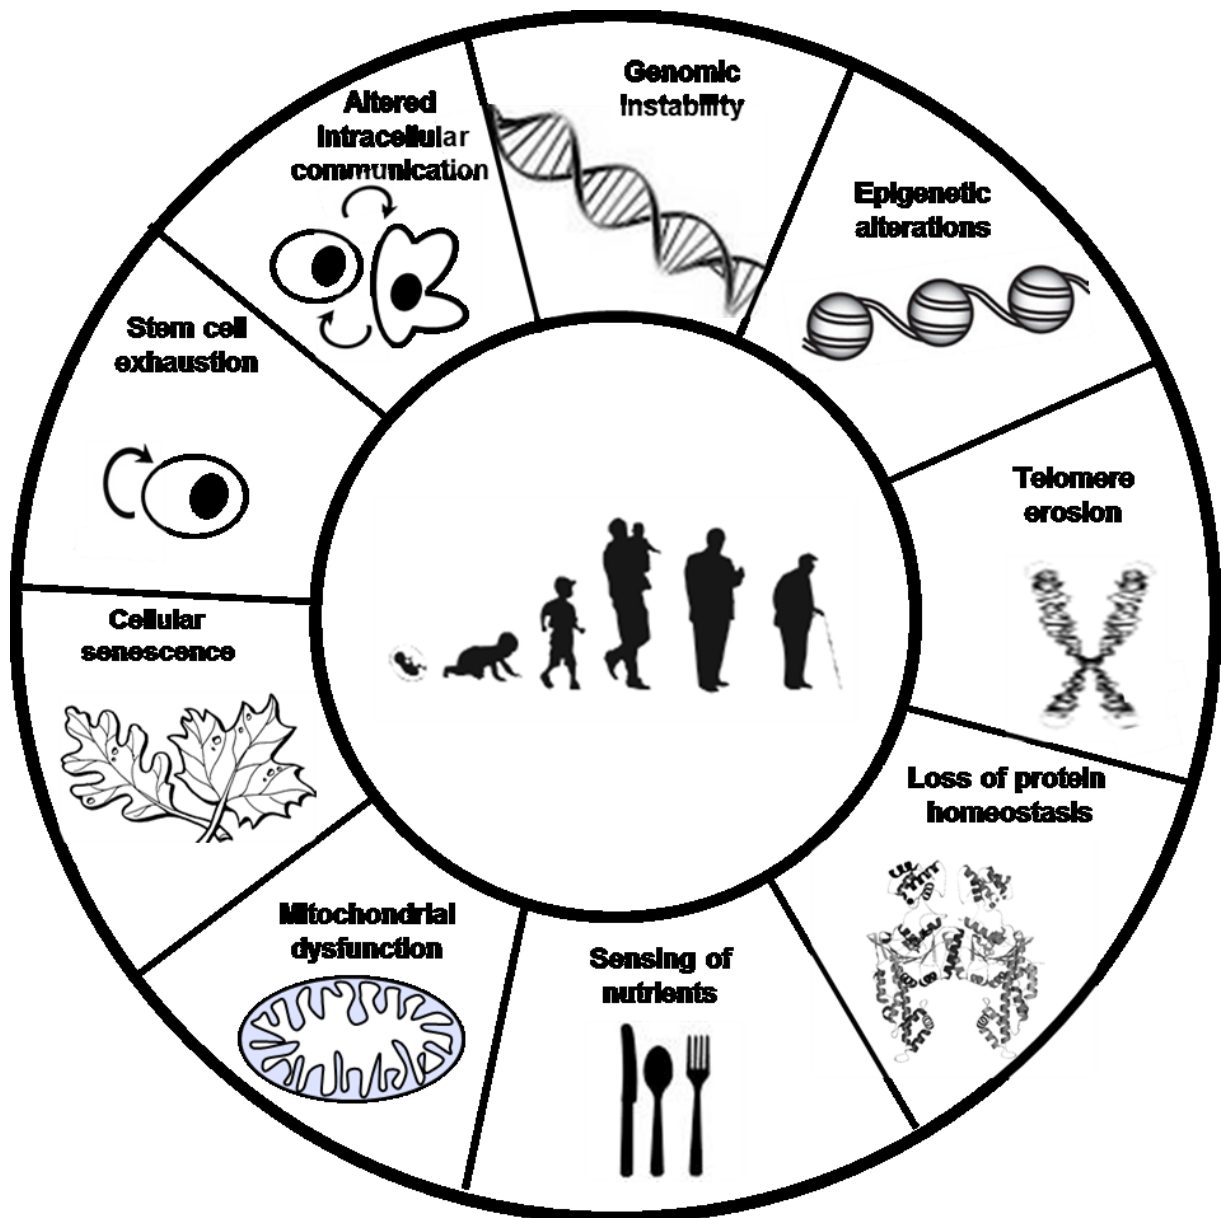 Genomic
Instability
Epigenetic
alterations
Telomere
erosion
Loss of protein
homeostasis
Sensing of
nutrients
Mitochondrial
dysfunction
Cellular
senescence
Stem cell
exhaustion
Altered
Intracellular
communication